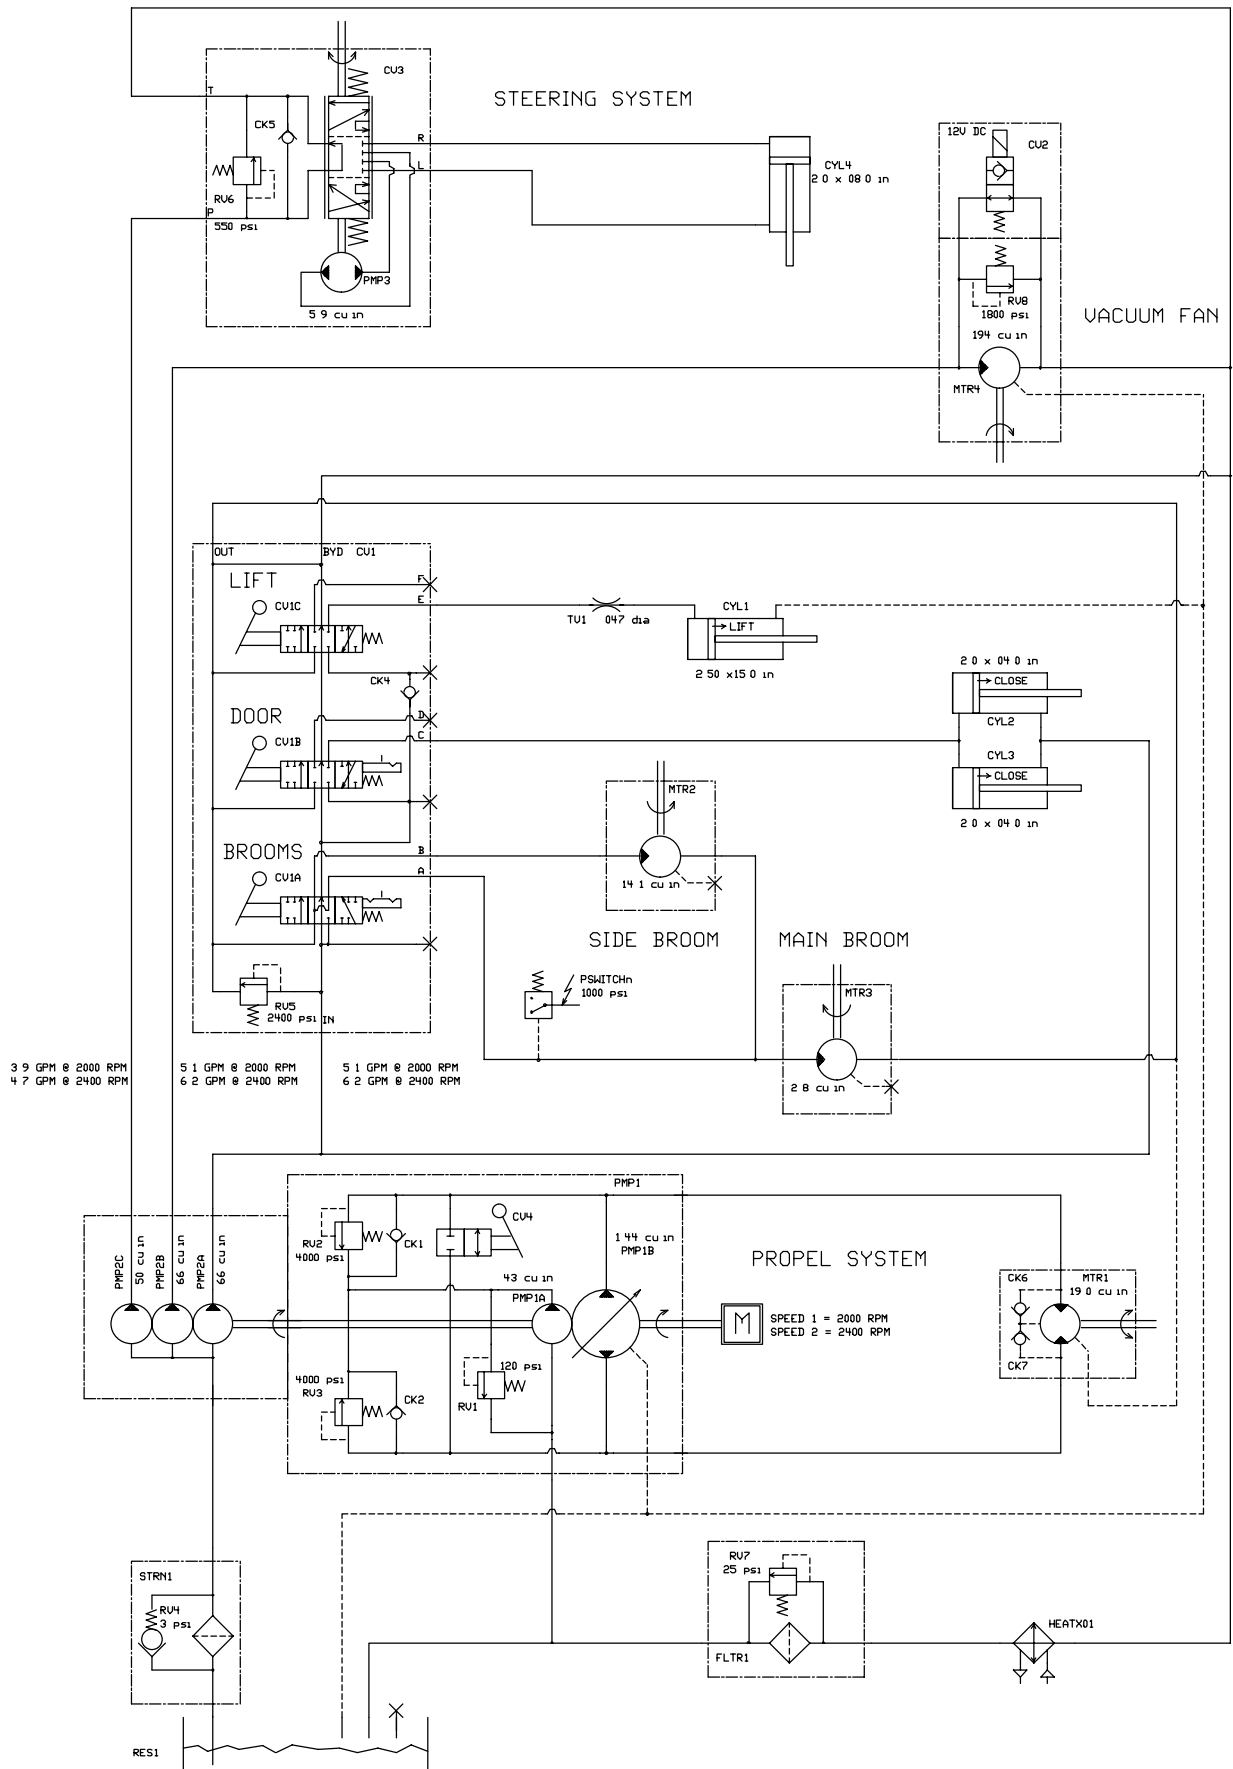 CV3
STEERING SYSTEM
T
CK5
R
L
RV6
P
550 psi
PMP3
5 9 cu in
CYL4
2 0 x 08 0 in
12V DC
CV2
RV8
1800 psi
194 cu in
MTR4
VACUUM FAN
OUT
BYD CV1
LIFT
CV1C
F
E
TV1 047 dia
CYL1
LIFT
2 50 x15 0 in
CK4
DOOR
CV1B
D
C
2 0 x 04 0 in
CLOSE
CYL2
CYL3
CLOSE
2 0 x 04 0 in
BROOMS
CV1A
B
A
MTR2
14 1 cu in
SIDE BROOM
MAIN BROOM
PSWITCHn
1000 psi
MTR3
2 8 cu in
RV5
2400 psi IN
3 9 GPM @ 2000 RPM
4 7 GPM @ 2400 RPM
5 1 GPM @ 2000 RPM
6 2 GPM @ 2400 RPM
5 1 GPM @ 2000 RPM
6 2 GPM @ 2400 RPM
PMP1
PMP2C
50 cu in
PMP2B
66 cu in
PMP2A
66 cu in
RV2
4000 psi
CK1
CV4
1 44 cu in
PMP1B
43 cu in
PMP1A
PROPEL SYSTEM
M
SPEED 1 = 2000 RPM
SPEED 2 = 2400 RPM
CK6
MTR1
19 0 cu in
CK7
4000 psi
RV3
CK2
120 psi
RV1
STRN1
RV4
3 psi
RV7
25 psi
FLTR1
HEATX01
RES1